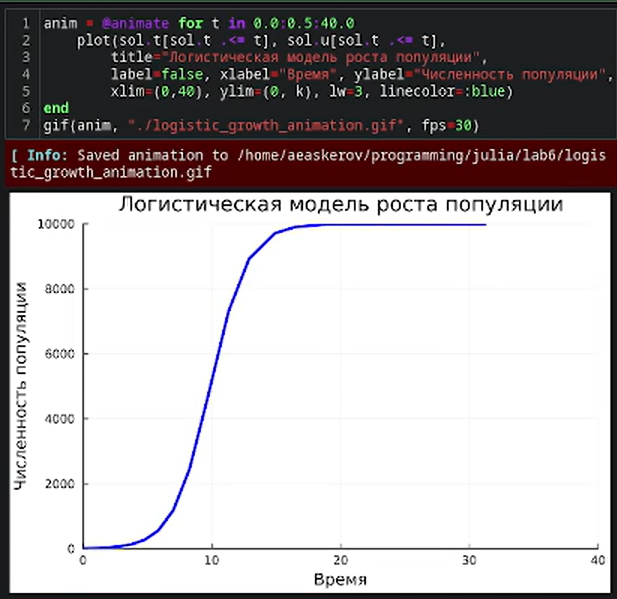 1 anim = @animate for t in 0.0:0.5:40.0
2 plot(sol.t[sol.t .<= t], sol.u[sol.t .<= t],
3 title="Логистическая модель роста популяции",
4 label=false, xlabel="Время", ylabel="Численность популяции",
5 xlim=(0,40), ylim=(0, k), lw=3, linecolor=:blue)
6 end
7 gif(anim, "./logistic_growth_animation.gif", fps=30)
[ Info: Saved animation to /home/aeaskerov/programming/julia/lab6/logis
tic_growth_animation.gif
Логистическая модель роста популяции
10000
8000
6000
4000
2000
0
Численность популяции
0 10 20 30 40
Время